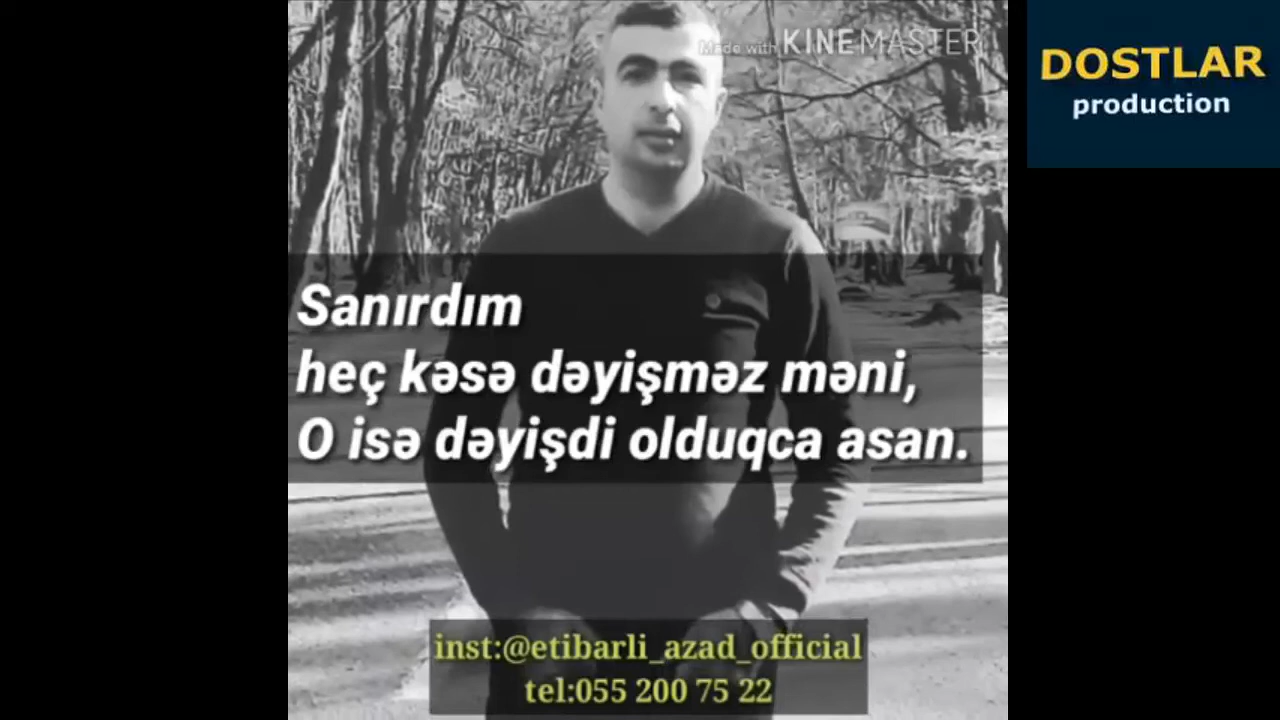 Made with KINEMASTER
DOSTLAR
production
Sanırdım
heç kəsə dəyişməz məni,
O isə dəyişdi olduqca asan.
inst:@etibarli_azad_official
tel:055 200 75 22